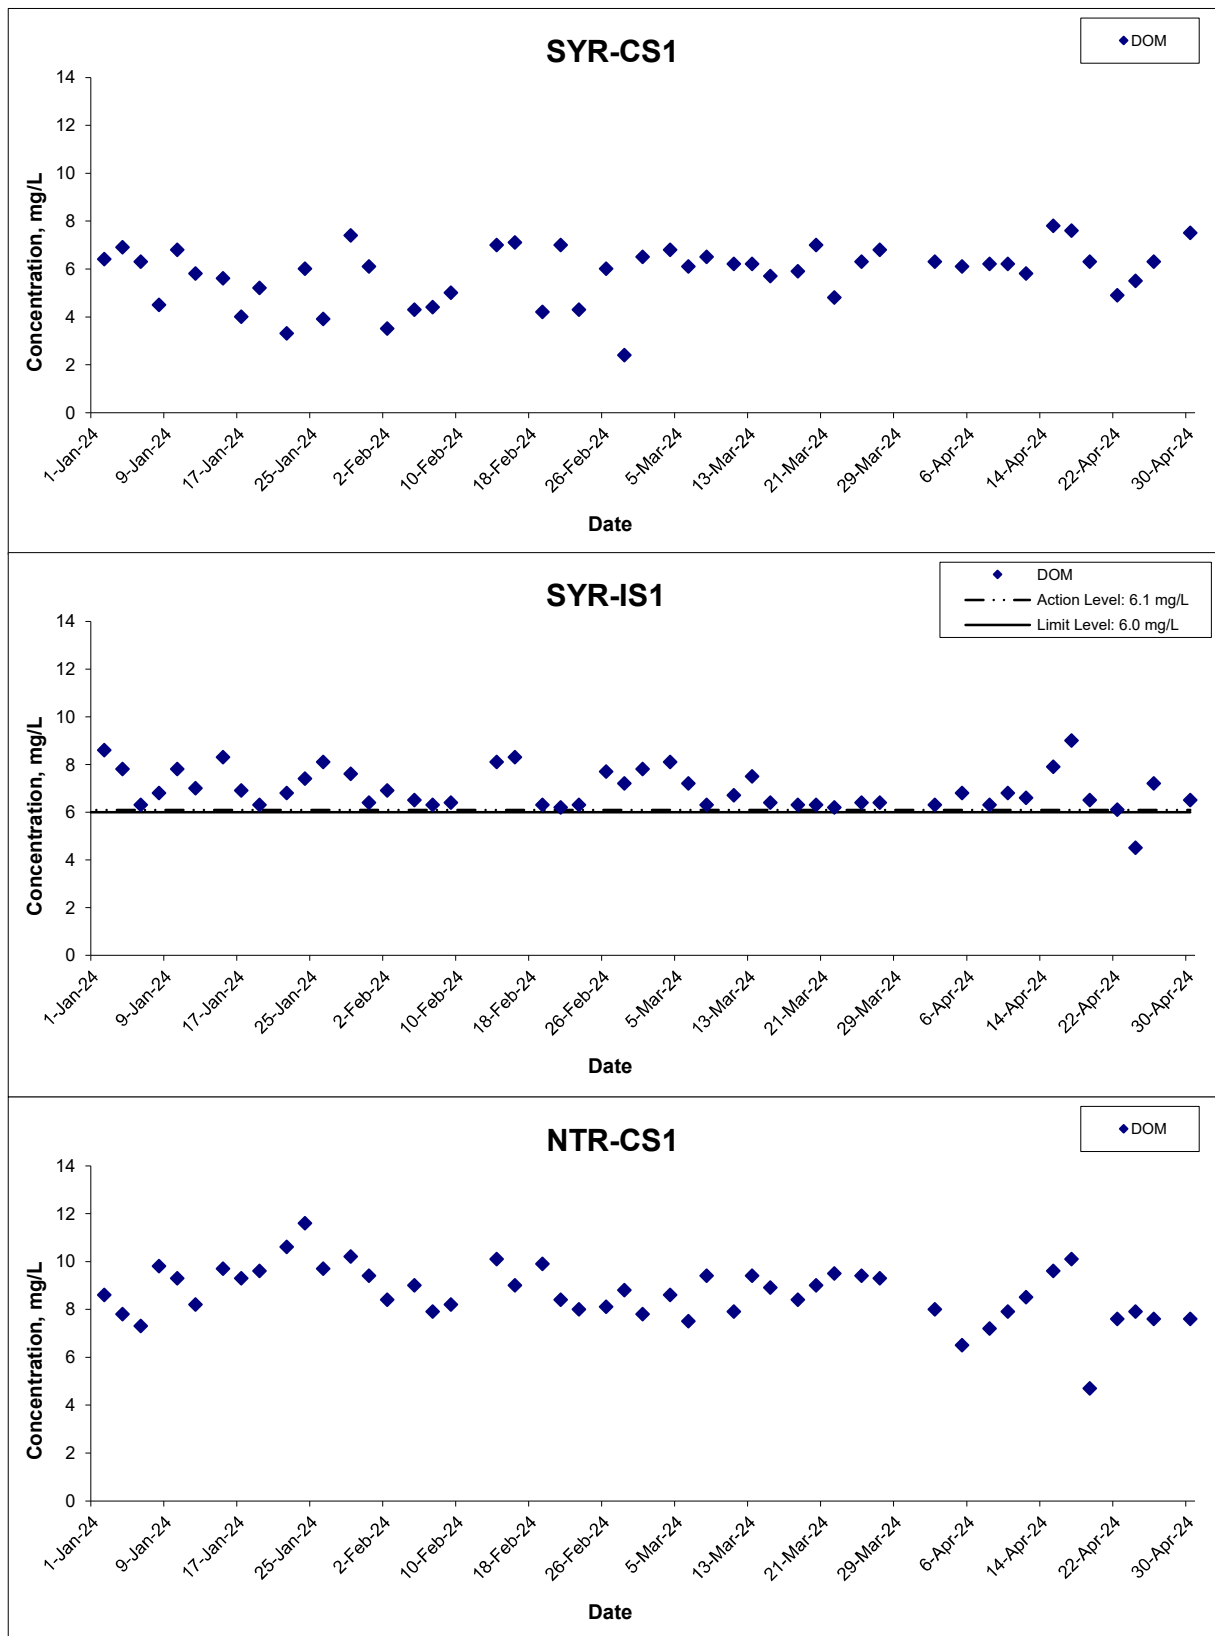 SYR-CS1
DOM
Concentration, mg/L
14
12
10
8
6
4
2
0
1-Jan-24
9-Jan-24
17-Jan-24
25-Jan-24
2-Feb-24
10-Feb-24
18-Feb-24
26-Feb-24
5-Mar-24
13-Mar-24
21-Mar-24
29-Mar-24
6-Apr-24
14-Apr-24
22-Apr-24
30-Apr-24
Date
SYR-IS1
DOM
Action Level: 6.1 mg/L
Limit Level: 6.0 mg/L
Concentration, mg/L
14
12
10
8
6
4
2
0
1-Jan-24
9-Jan-24
17-Jan-24
25-Jan-24
2-Feb-24
10-Feb-24
18-Feb-24
26-Feb-24
5-Mar-24
13-Mar-24
21-Mar-24
29-Mar-24
6-Apr-24
14-Apr-24
22-Apr-24
30-Apr-24
Date
NTR-CS1
DOM
Concentration, mg/L
14
12
10
8
6
4
2
0
1-Jan-24
9-Jan-24
17-Jan-24
25-Jan-24
2-Feb-24
10-Feb-24
18-Feb-24
26-Feb-24
5-Mar-24
13-Mar-24
21-Mar-24
29-Mar-24
6-Apr-24
14-Apr-24
22-Apr-24
30-Apr-24
Date